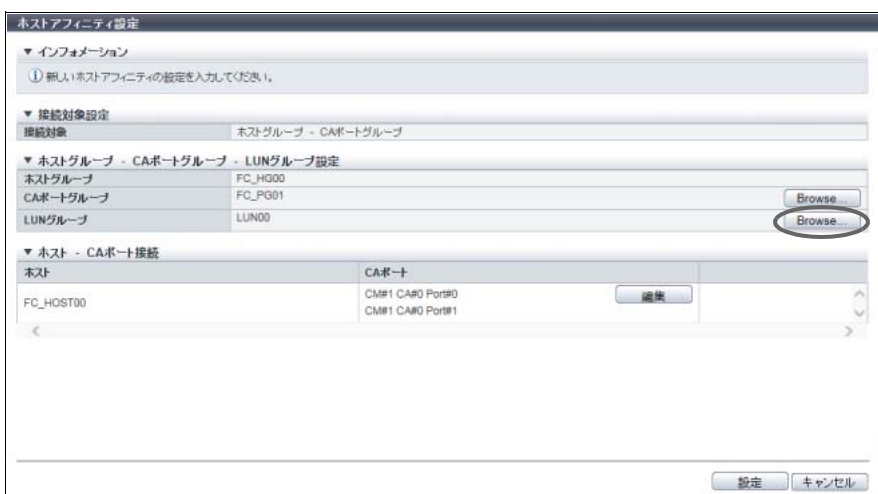 ホストアフィニティ設定
▼ インフォメーション
新しいホストアフィニティの設定を入力してください。
▼ 接続対象設定
接続対象 ホストグループ - CAポートグループ
▼ ホストグループ - CAポートグループ - LUNグループ設定
ホストグループ FC_HG00
CAポートグループ FC_PG01 Browse...
LUNグループ LUN00 Browse...
▼ ホスト - CAポート接続
ホスト CAポート
FC_HOST00 CM#1 CA#0 Port#0 編集
CM#1 CA#0 Port#1
設定 キャンセル